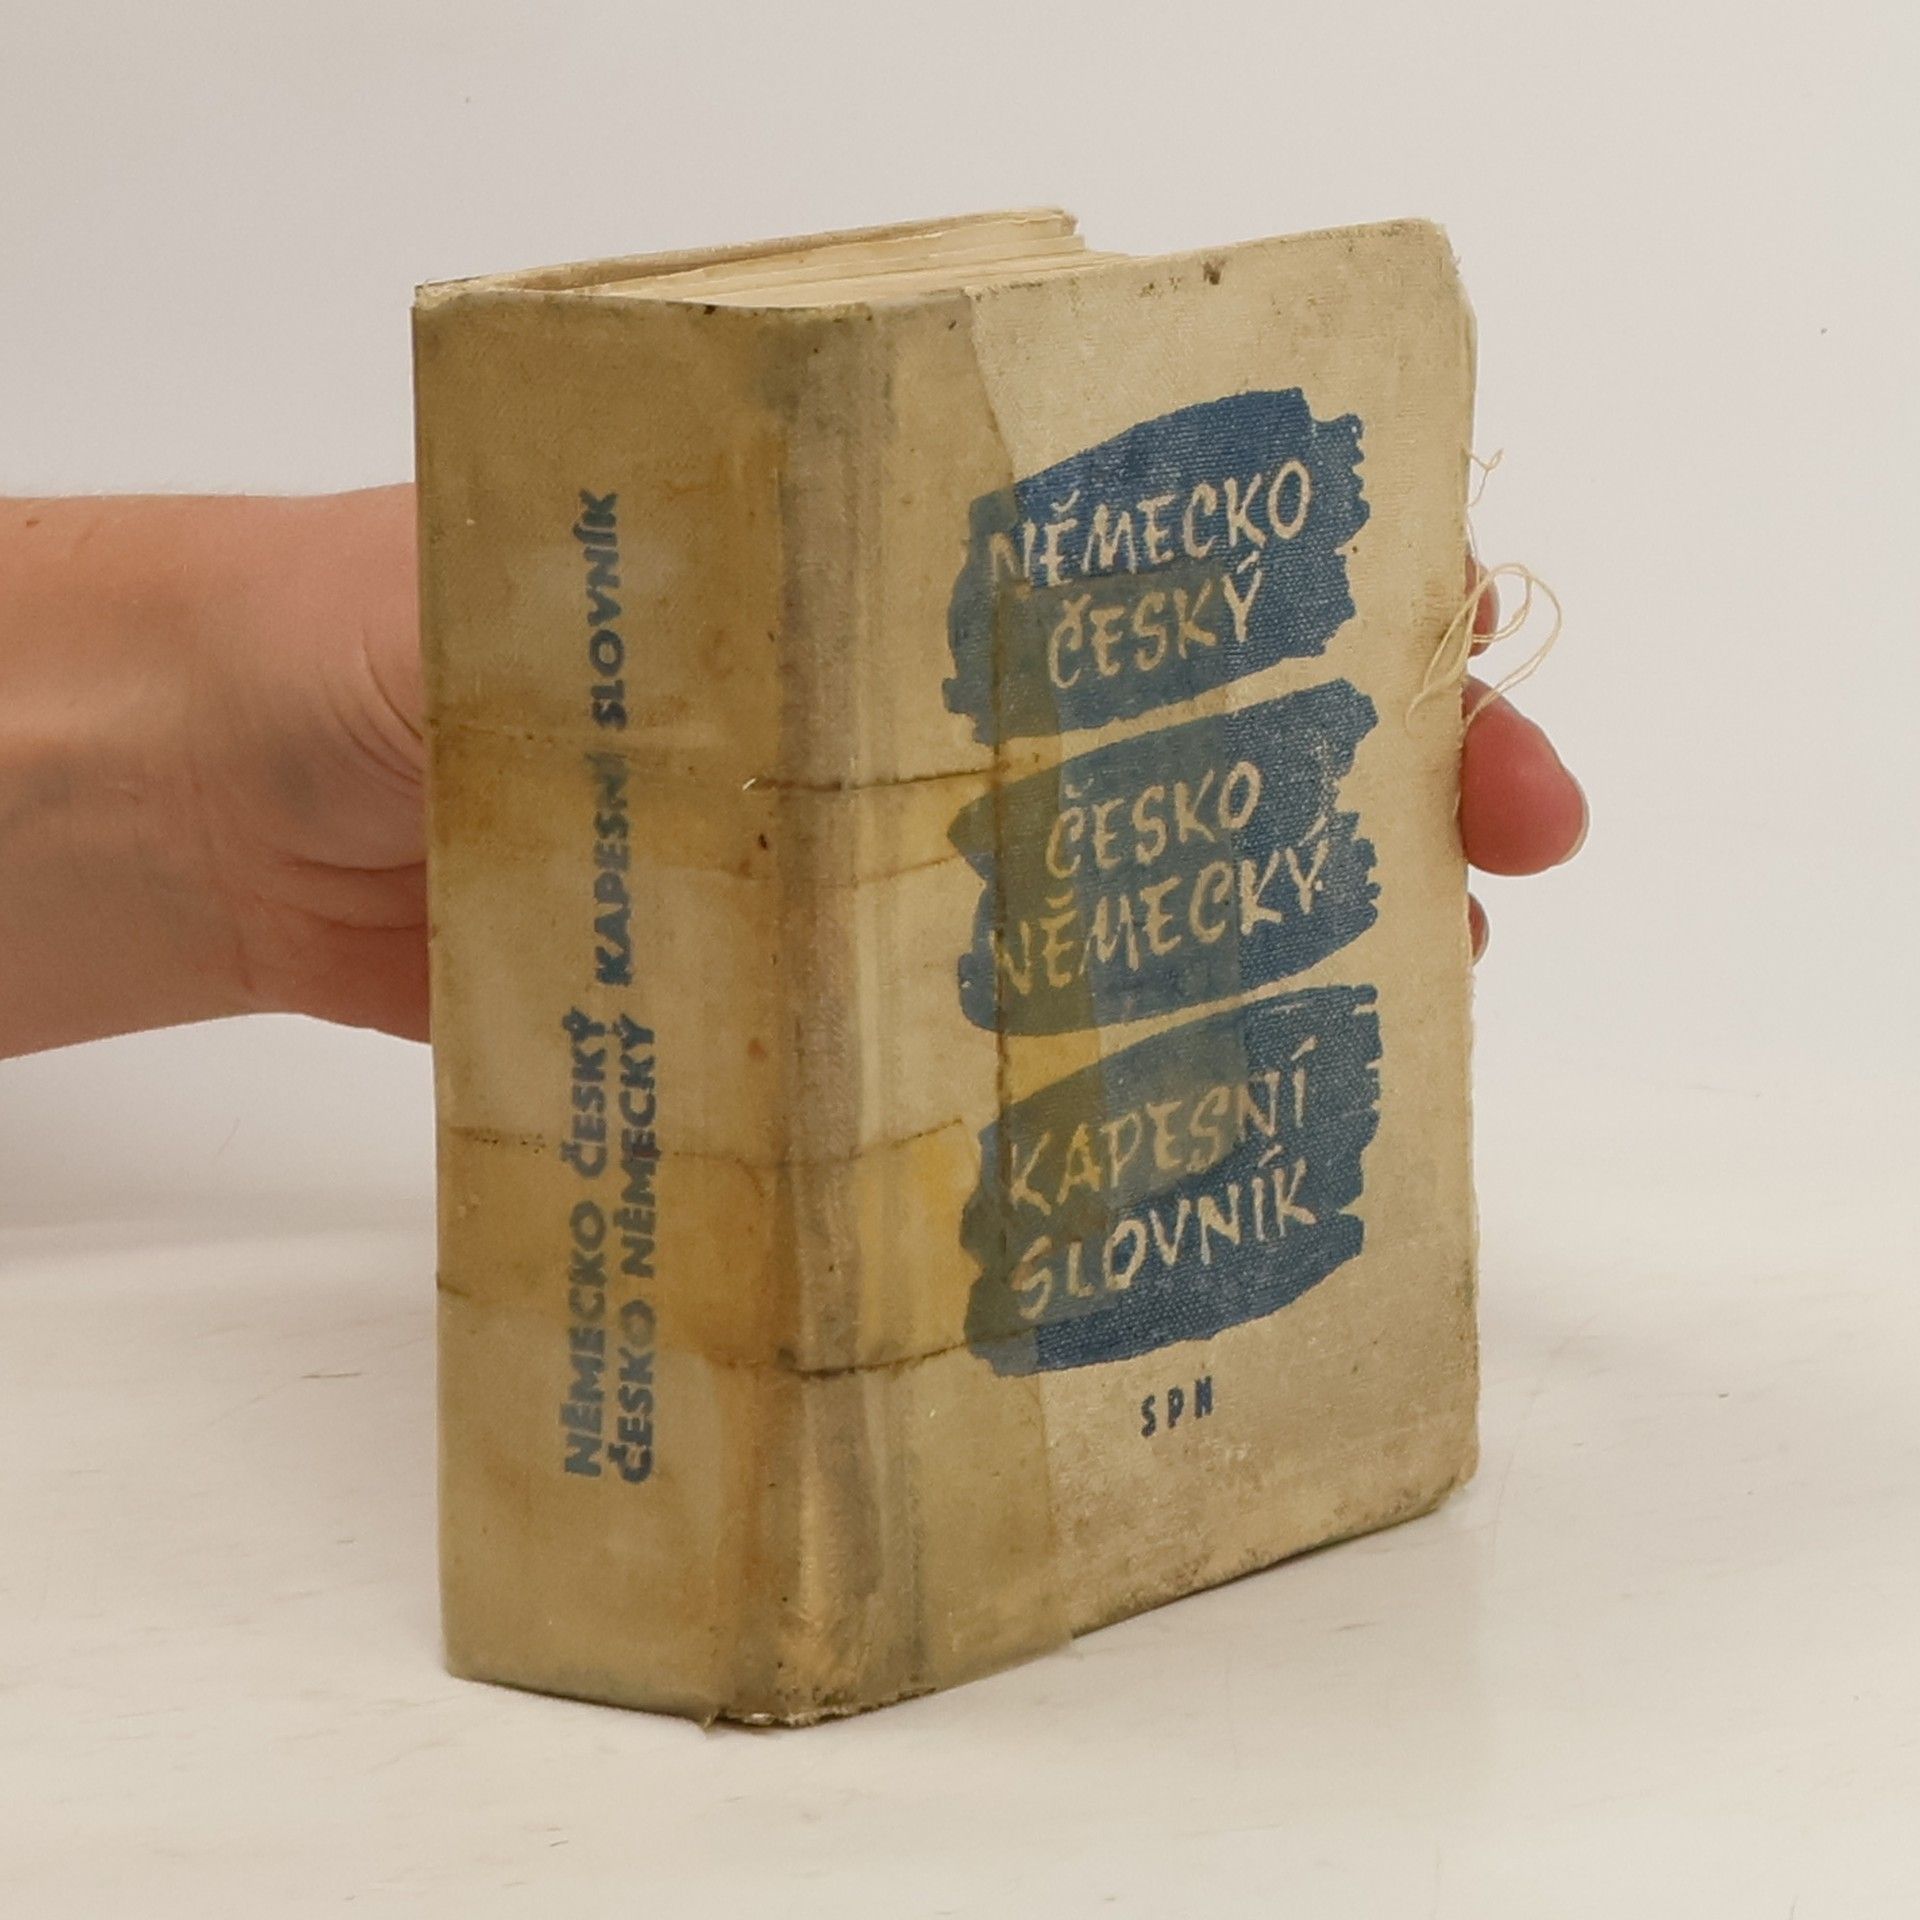 NĚMECKO ČESKÝ
ČESKO NĚMECKÝ KAPESNÍ SLOVNÍK
NĚMECKO
ČESKÝ
ČESKO
NĚMECKÝ
KAPESNÍ
SLOVNÍK
SPN